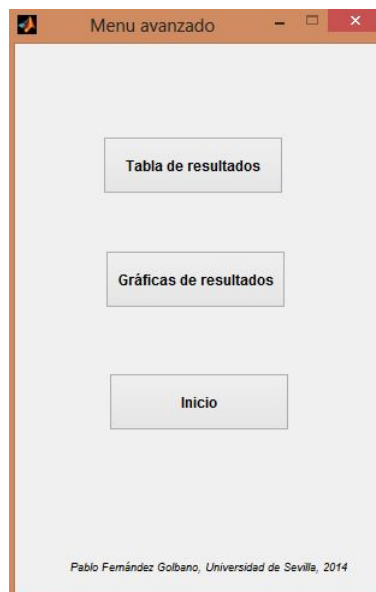 Menu avanzado
Tabla de resultados
Gráficas de resultados
Inicio
Pablo Fernández Golbano, Universidad de Sevilla, 2014